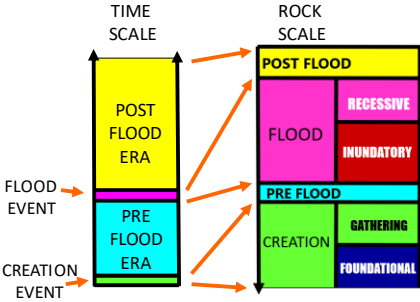 TIME
SCALE
ROCK
SCALE
POST
FLOOD
ERA
PRE
FLOOD
ERA
FLOOD
EVENT
CREATION
EVENT
POST FLOOD
FLOOD
RECESSIVE
INUNDATORY
PRE FLOOD
CREATION
GATHERING
FOUNDATIONAL